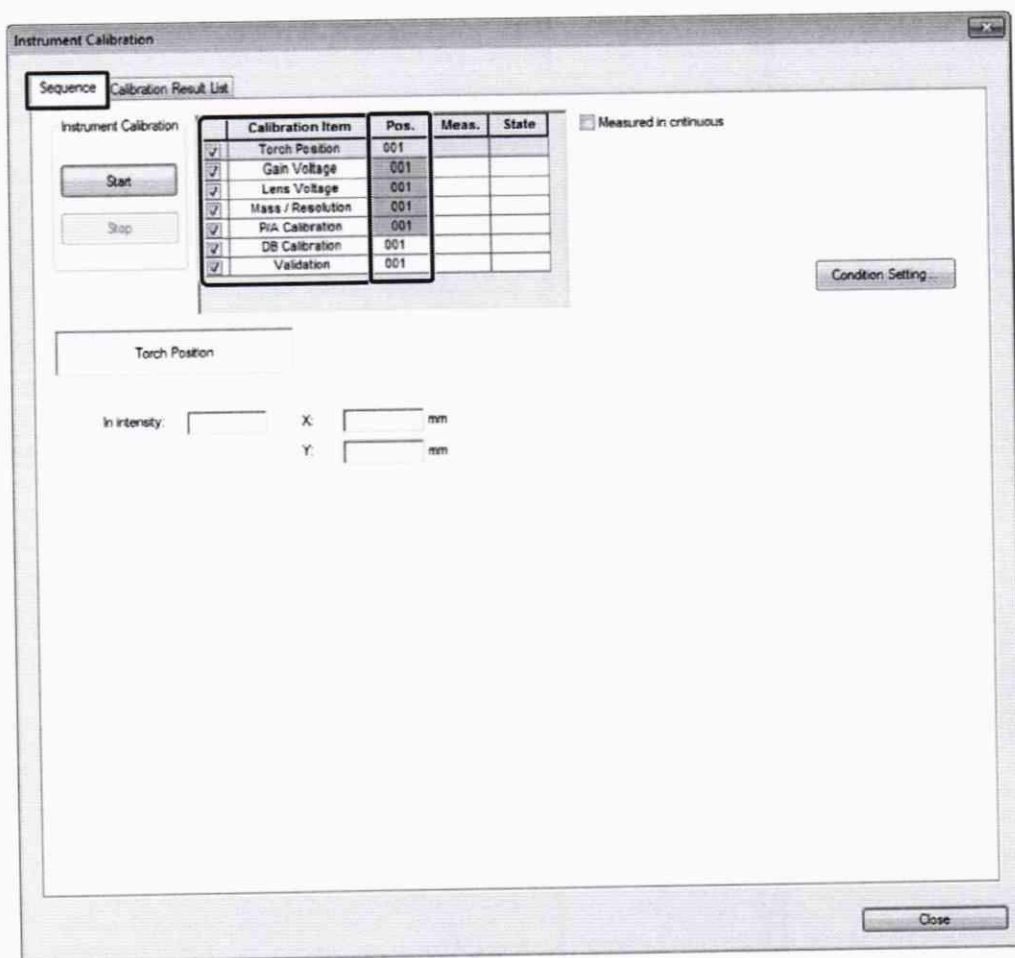 Instrument Calibration
Sequence
Calibration Result List
Instrument Calibration
Start
Stop
Calibration Item Pos. Meas. State
Torch Position 001
Gain Voltage 001
Lens Voltage 001
Mass / Resolution 001
P/A Calibration 001
DB Calibration 001
Validation 001
Measured in cntinuous
Condition Setting...
Torch Position
In intensity:
X: mm
Y: mm
Close